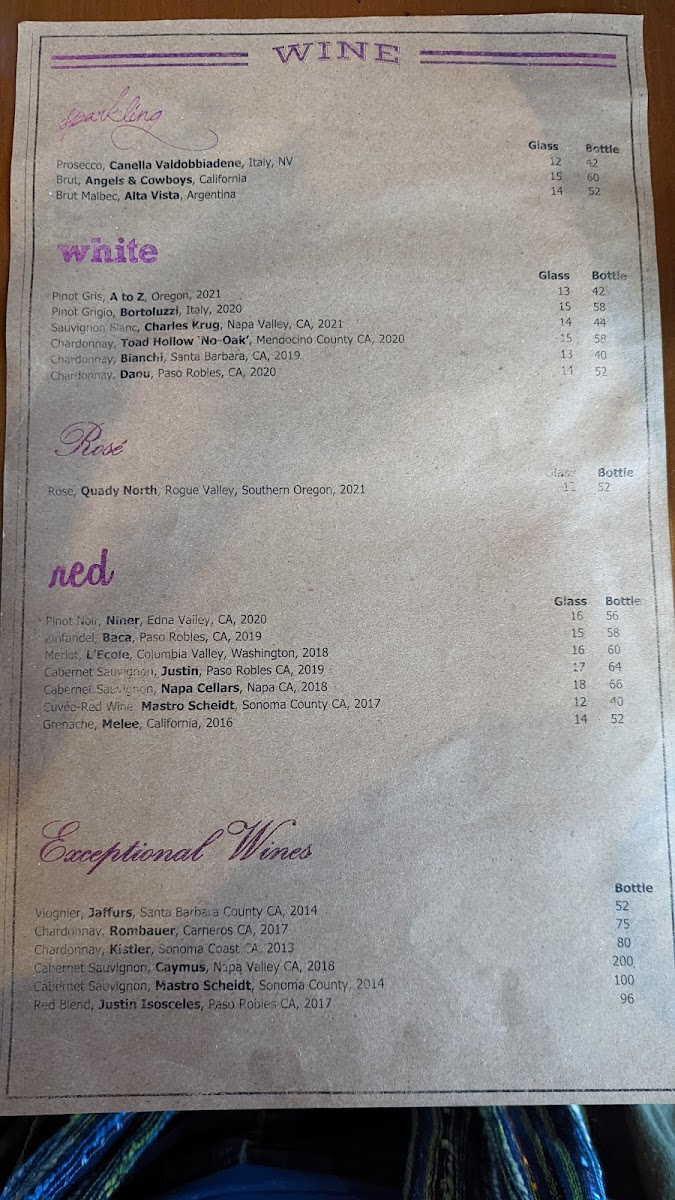 WINE
sparkling
Glass Bottle
Prosecco, Canella Valdobbiadene, Italy, NV 12 42
Brut, Angels & Cowboys, California 15 60
Brut Malbec, Alta Vista, Argentina 14 52
white
Glass Bottle
Pinot Gris, A to Z, Oregon, 2021 13 42
Pinot Grigio, Bortoluzzi, Italy, 2020 15 58
Sauvignon Blanc, Charles Krug, Napa Valley, CA, 2021 14 44
Chardonnay, Toad Hollow 'No-Oak', Mendocino County CA, 2020 15 58
Chardonnay, Bianchi, Santa Barbara, CA, 2019 13 40
Chardonnay, Daou, Paso Robles, CA, 2020 14 52
Rosé
Glass Bottle
Rose, Quady North, Rogue Valley, Southern Oregon, 2021 12 52
red
Glass Bottle
Pinot Noir, Niner, Edna Valley, CA, 2020 16 56
Zinfandel, Baca, Paso Robles, CA, 2019 15 58
Merlot, L'Ecole, Columbia Valley, Washington, 2018 16 60
Cabernet Sauvignon, Justin, Paso Robles CA, 2019 17 64
Cabernet Sauvignon, Napa Cellars, Napa CA, 2018 18 66
Cuvée-Red Wine, Mastro Scheidt, Sonoma County CA, 2017 12 40
Grenache, Melee, California, 2016 14 52
Exceptional Wines
Bottle
Viognier, Jaffurs, Santa Barbara County CA, 2014 52
Chardonnay, Rombauer, Carneros CA, 2017 75
Chardonnay, Kistler, Sonoma Coast CA, 2013 80
Cabernet Sauvignon, Caymus, Napa Valley CA, 2018 200
Cabernet Sauvignon, Mastro Scheidt, Sonoma County, 2014 100
Red Blend, Justin Isosceles, Paso Robles CA, 2017 96